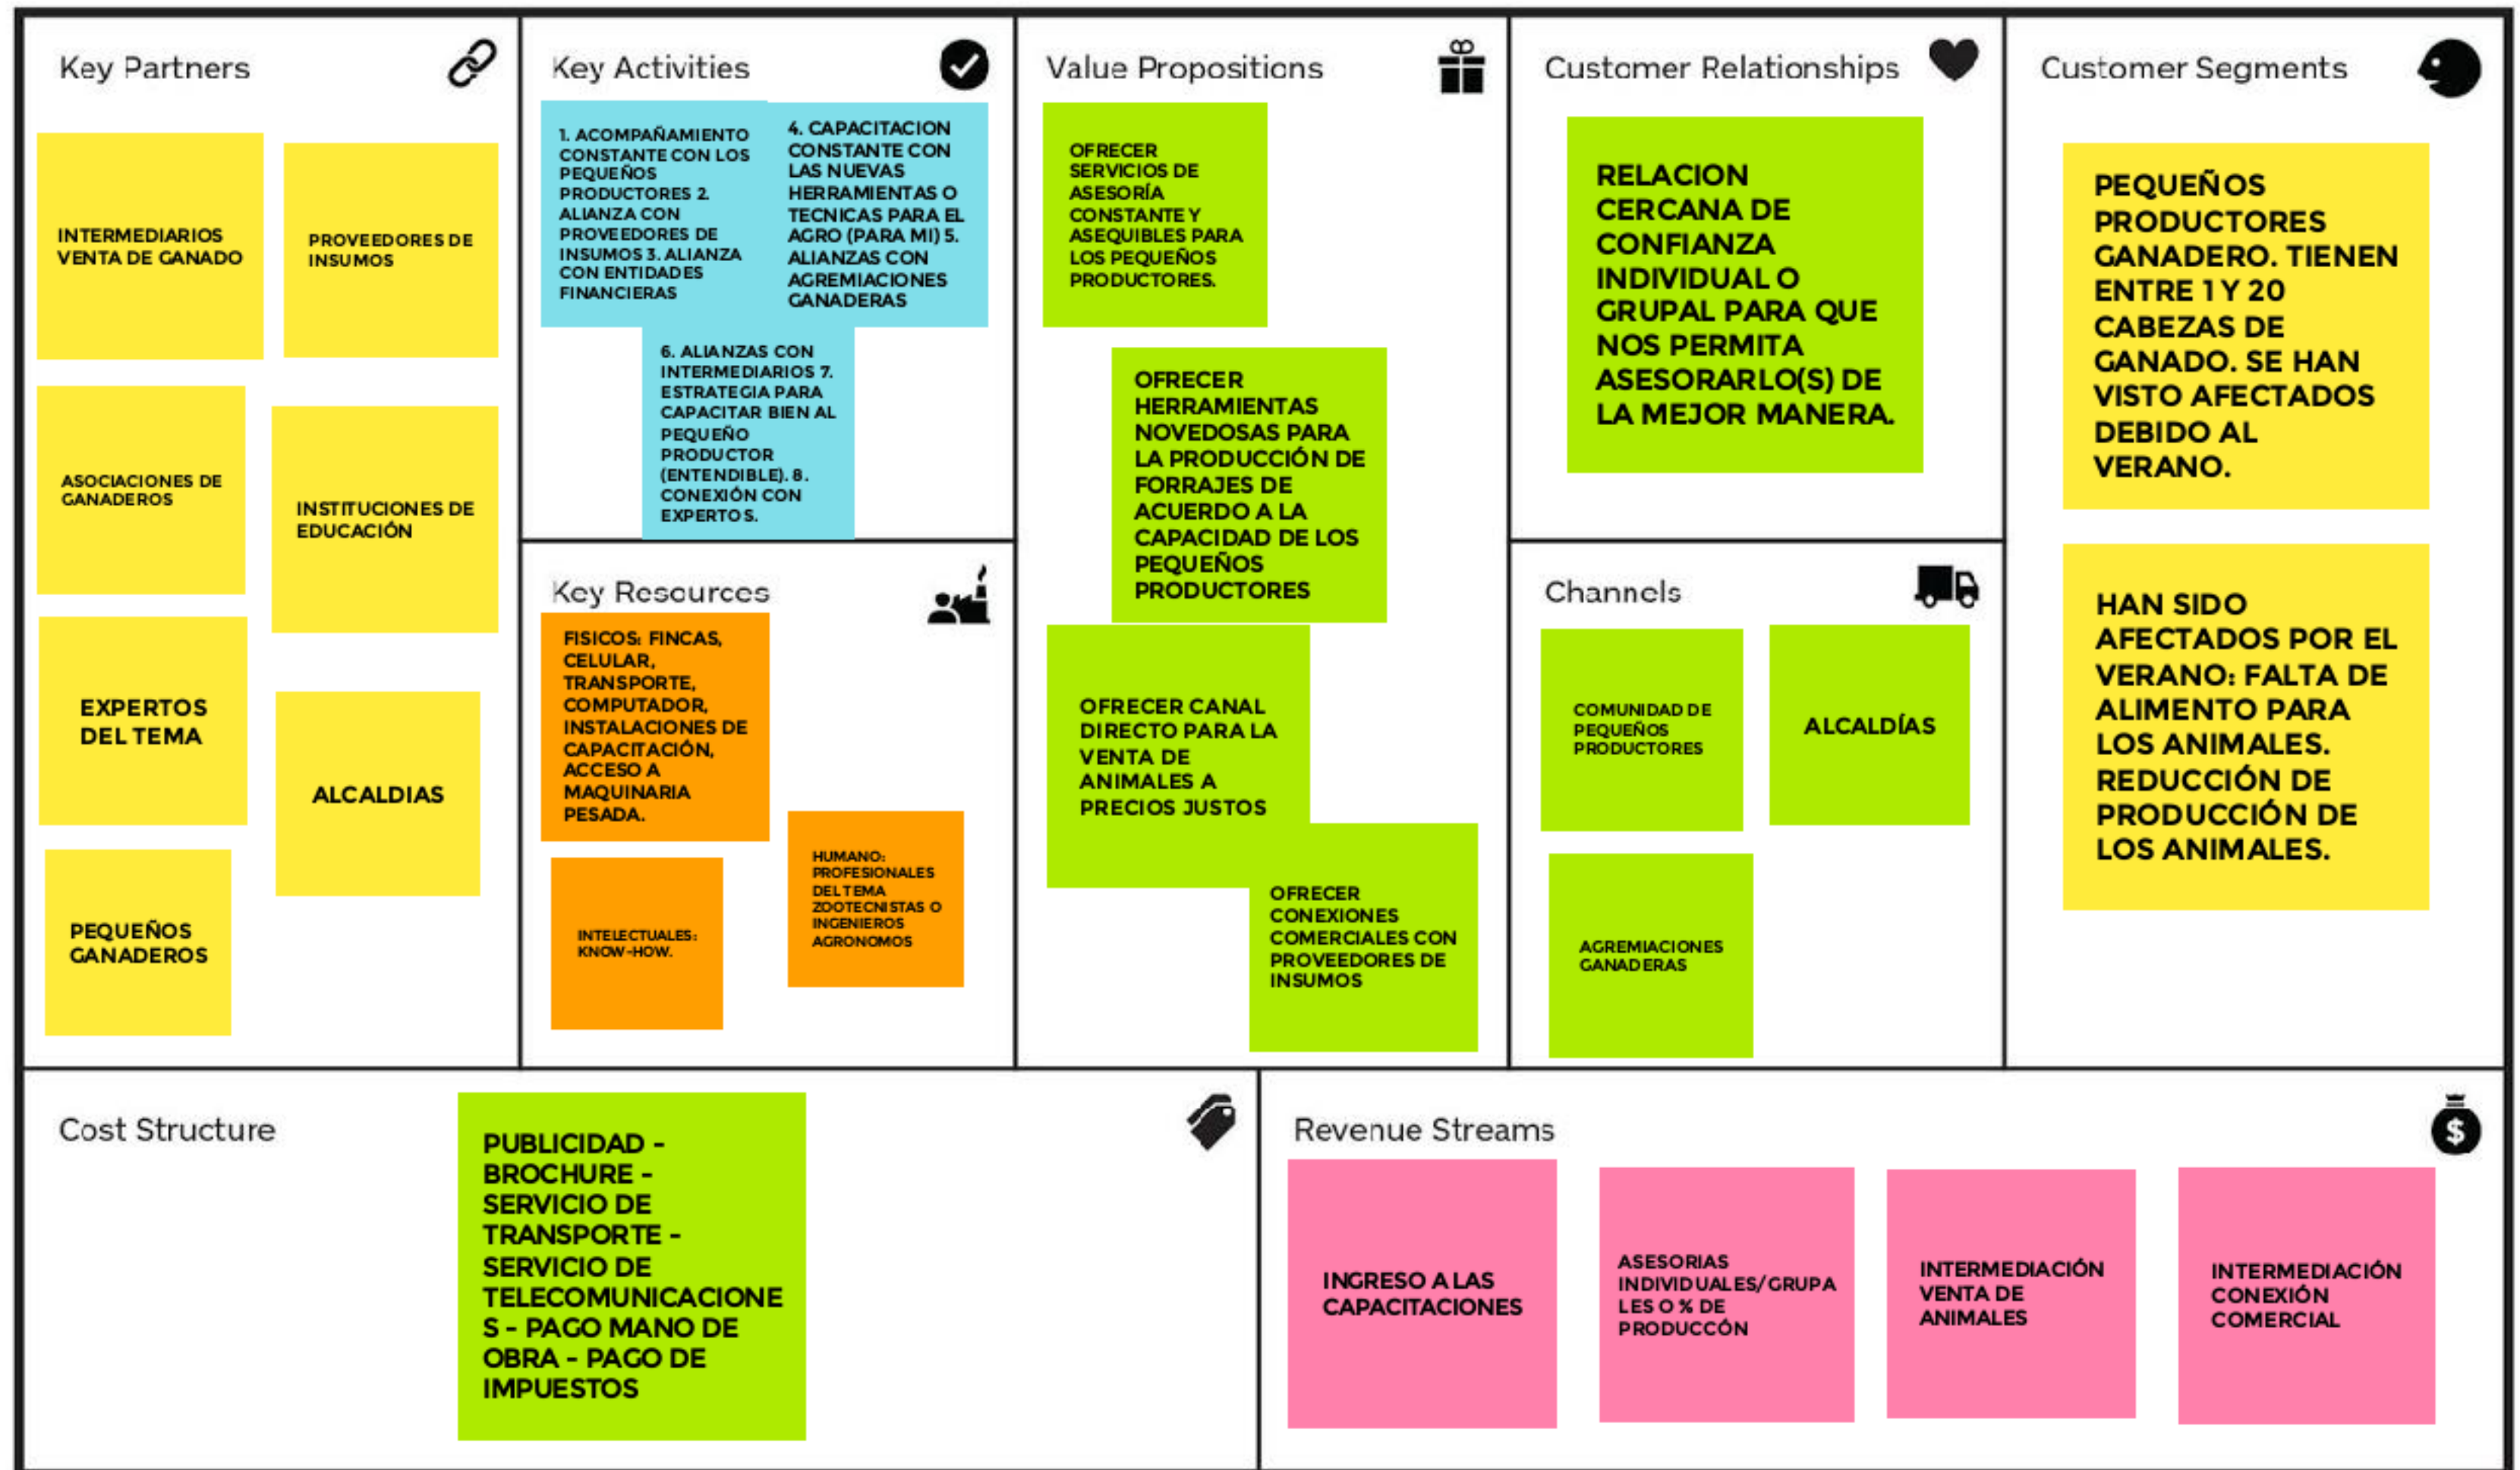 Key Partners
INTERMEDIARIOS
VENTA DE GANADO
PROVEEDORES DE
INSUMOS
ASOCIACIONES DE
GANADEROS
INSTITUCIONES DE
EDUCACIÓN
EXPERTOS
DEL TEMA
ALCALDIAS
PEQUEÑOS
GANADEROS
Key Activities
1. ACOMPAÑAMIENTO
CONSTANTE CON LOS
PEQUEÑOS
PRODUCTORES 2.
ALIANZA CON
PROVEEDORES DE
INSUMOS 3. ALIANZA
CON ENTIDADES
FINANCIERAS
4. CAPACITACION
CONSTANTE CON
LAS NUEVAS
HERRAMIENTAS O
TECNICAS PARA EL
AGRO (PARA MI) 5.
ALIANZAS CON
AGREMIACIONES
GANADERAS
6. ALIANZAS CON
INTERMEDIARIOS 7.
ESTRATEGIA PARA
CAPACITAR BIEN AL
PEQUEÑO
PRODUCTOR
(ENTENDIBLE). 8.
CONEXIÓN CON
EXPERTOS.
Key Resources
FISICOS: FINCAS,
CELULAR,
TRANSPORTE,
COMPUTADOR,
INSTALACIONES DE
CAPACITACIÓN,
ACCESO A
MAQUINARIA
PESADA.
HUMANO:
PROFESIONALES
DEL TEMA
ZOOTECNISTAS O
INGENIEROS
AGRONOMOS
INTELECTUALES:
KNOW-HOW.
Value Propositions
OFRECER
SERVICIOS DE
ASESORÍA
CONSTANTE Y
ASEQUIBLES PARA
LOS PEQUEÑOS
PRODUCTORES.
OFRECER
HERRAMIENTAS
NOVEDOSAS PARA
LA PRODUCCIÓN DE
FORRAJES DE
ACUERDO A LA
CAPACIDAD DE LOS
PEQUEÑOS
PRODUCTORES
OFRECER CANAL
DIRECTO PARA LA
VENTA DE
ANIMALES A
PRECIOS JUSTOS
OFRECER
CONEXIONES
COMERCIALES CON
PROVEEDORES DE
INSUMOS
Customer Relationships
RELACION
CERCANA DE
CONFIANZA
INDIVIDUAL O
GRUPAL PARA QUE
NOS PERMITA
ASESORARLO(S) DE
LA MEJOR MANERA.
Channels
COMUNIDAD DE
PEQUEÑOS
PRODUCTORES
ALCALDÍAS
AGREMIACIONES
GANADERAS
Customer Segments
PEQUEÑOS
PRODUCTORES
GANADERO. TIENEN
ENTRE 1 Y 20
CABEZAS DE
GANADO. SE HAN
VISTO AFECTADOS
DEBIDO AL
VERANO.
HAN SIDO
AFECTADOS POR EL
VERANO: FALTA DE
ALIMENTO PARA
LOS ANIMALES.
REDUCCIÓN DE
PRODUCCIÓN DE
LOS ANIMALES.
Cost Structure
PUBLICIDAD -
BROCHURE -
SERVICIO DE
TRANSPORTE -
SERVICIO DE
TELECOMUNICACIONE
S - PAGO MANO DE
OBRA - PAGO DE
IMPUESTOS
Revenue Streams
$
INGRESO A LAS
CAPACITACIONES
ASESORIAS
INDIVIDUALES/GRUPA
LES O % DE
PRODUCCÓN
INTERMEDIACIÓN
VENTA DE
ANIMALES
INTERMEDIACIÓN
CONEXIÓN
COMERCIAL